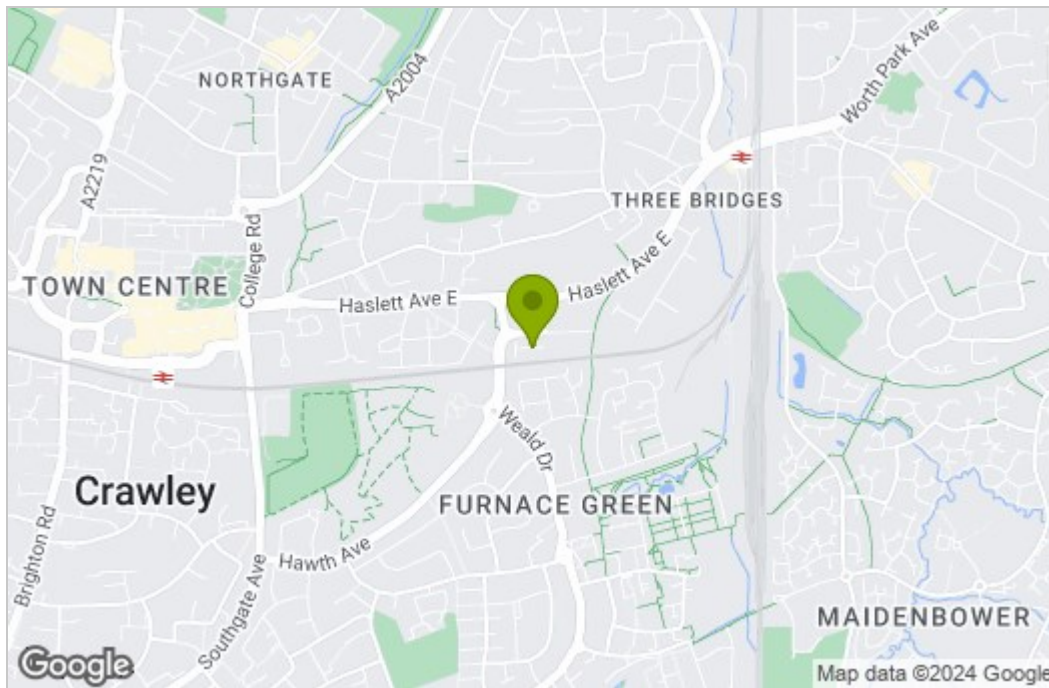 NORTHGATE
A2004
Worth Park Ave
A2219
THREE BRIDGES
College Rd
TOWN CENTRE
Haslett Ave E
Haslett Ave E
Weald Dr
Crawley
FURNACE GREEN
Brighton Rd
Hawth Ave
Southgate Ave
MAIDENBOWER
Google
Map data ©2024 Google